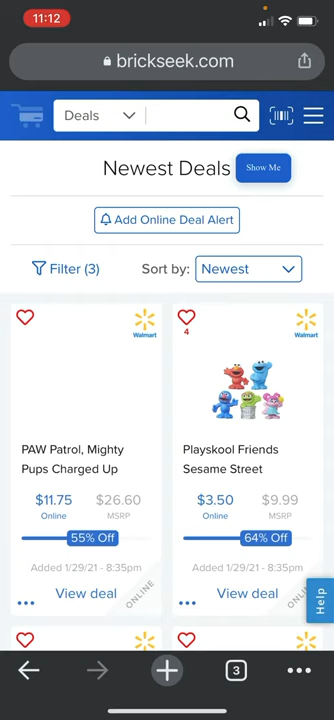 11:12
brickseek.com
Deals
Newest Deals
Show Me
Add Online Deal Alert
Filter (3)
Sort by:
Newest
Walmart
4
Walmart
PAW Patrol, Mighty
Pups Charged Up
Playskool Friends
Sesame Street
$11.75
$26.60
Online
MSRP
$3.50
$9.99
Online
MSRP
55% Off
64% Off
Added 1/29/21 - 8:35pm
Added 1/29/21 - 8:35pm
View deal
ONLINE
View deal
Help
3